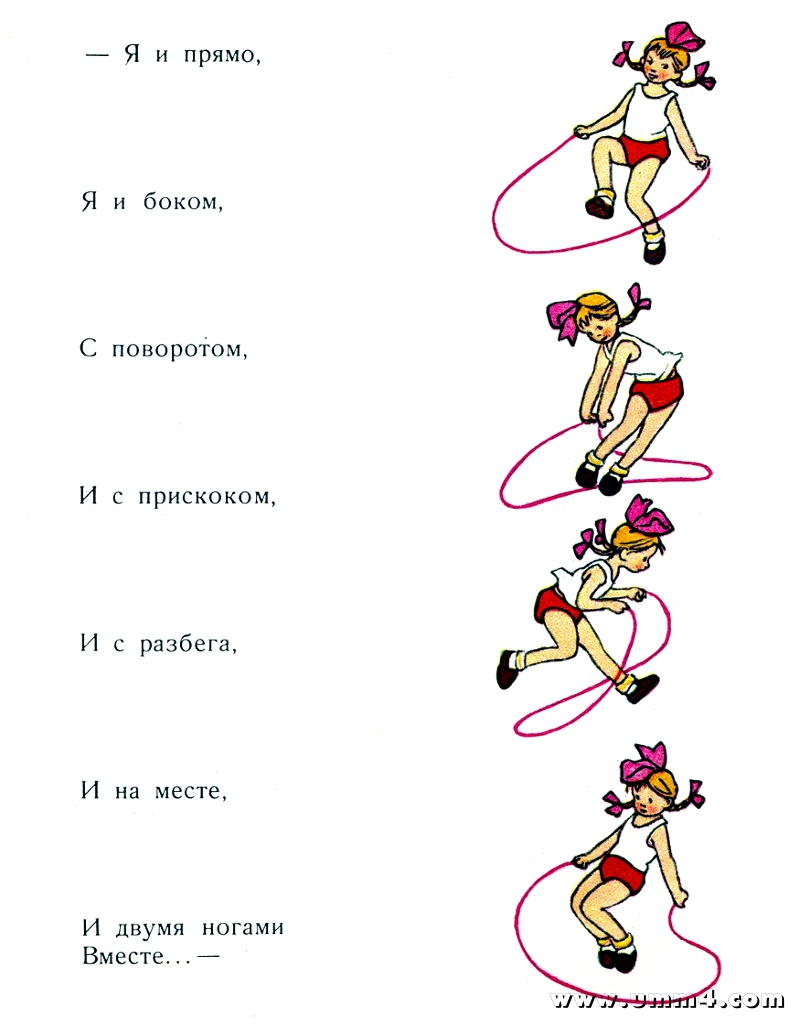 — Я и прямо,
Я и боком,
С поворотом,
И с прискоком,
И с разбега,
И на месте,
И двумя ногами
Вместе... —
www.umm4.com